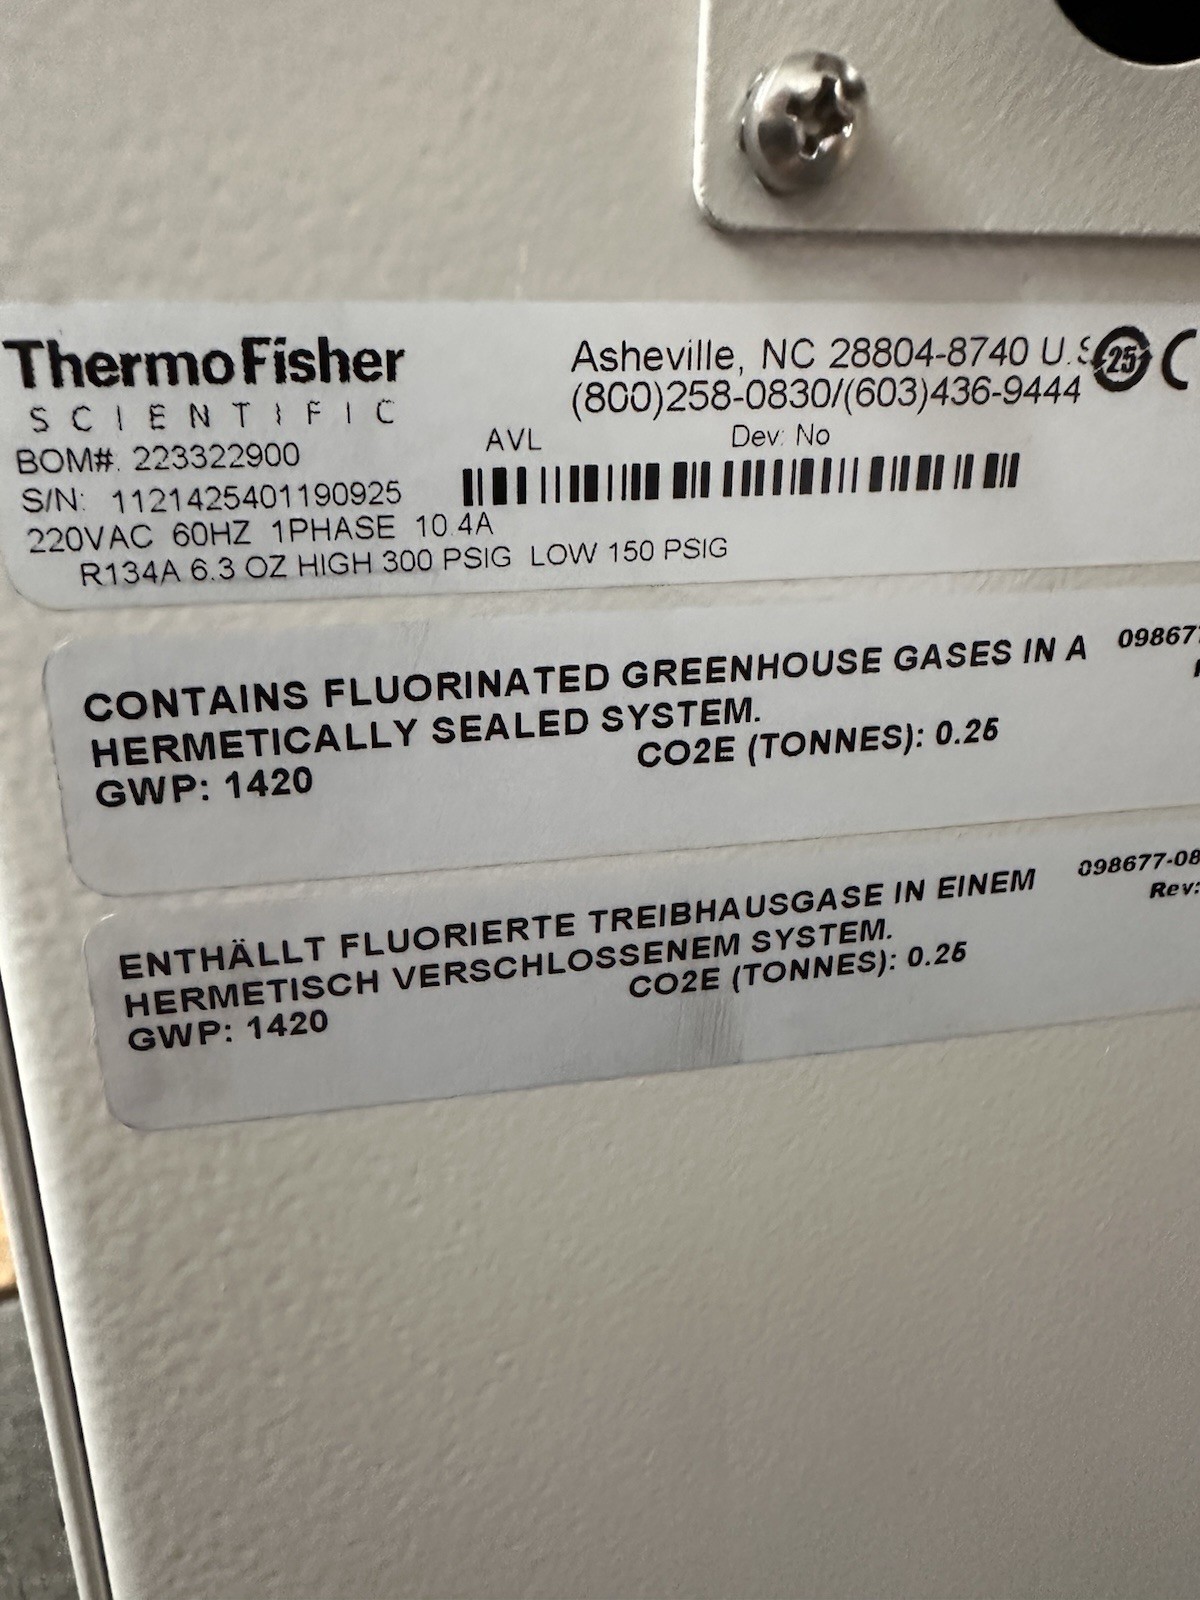 ThermoFisher
SCIENTIFIC
Asheville, NC 28804-8740 U.S
(800)258-0830/(603)436-9444
25
BOM#. 223322900
AVL Dev: No
S/N: 1121425401190925
220VAC 60HZ 1PHASE 10.4A
R134A 6.3 OZ HIGH 300 PSIG LOW 150 PSIG
CONTAINS FLUORINATED GREENHOUSE GASES IN A
HERMETICALLY SEALED SYSTEM.
GWP: 1420 CO2E (TONNES): 0.25
09867
ENTHÄLLT FLUORIERTE TREIBHAUSGASE IN EINEM
HERMETISCH VERSCHLOSSENEM SYSTEM.
GWP: 1420 CO2E (TONNES): 0.25
098677-08
Rev: